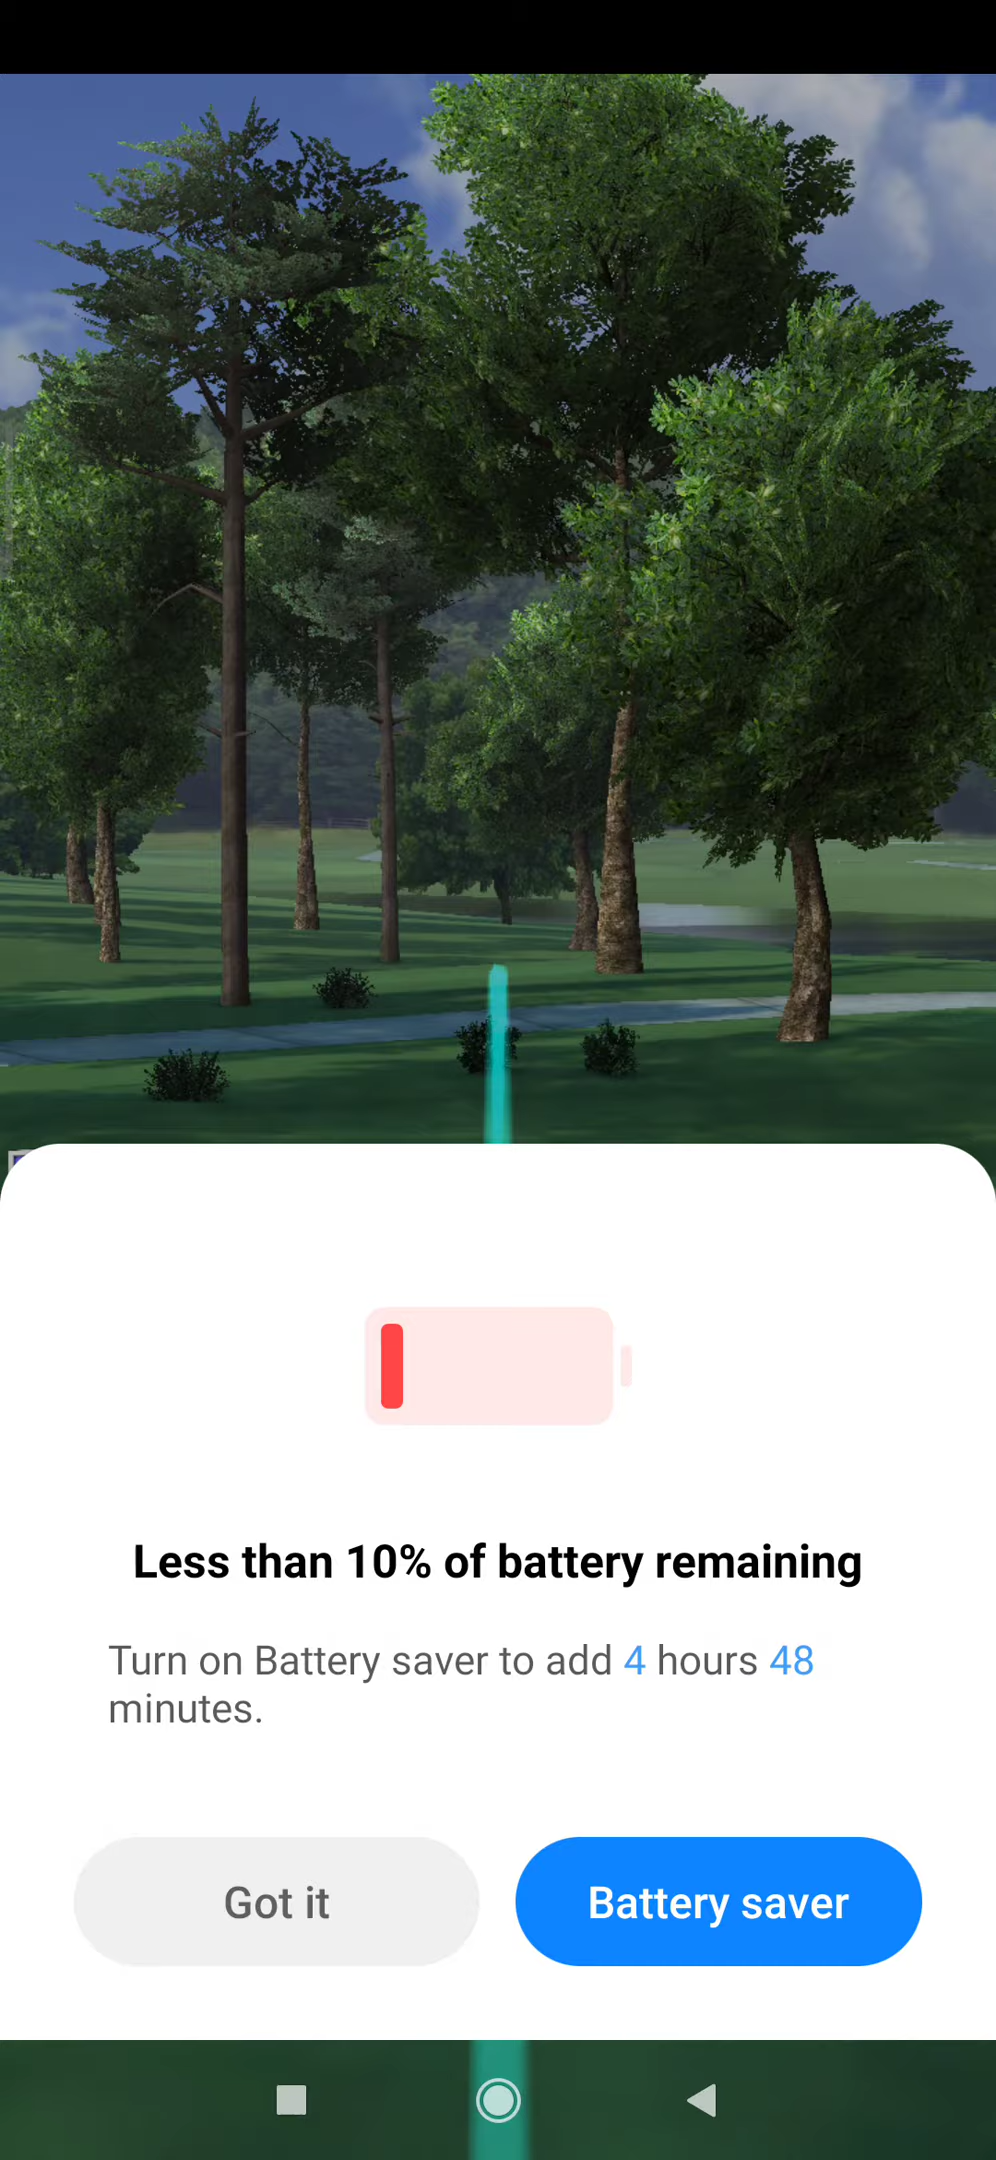 Less than 10% of battery remaining
Turn on Battery saver to add 4 hours 48
minutes.
Got it
Battery saver